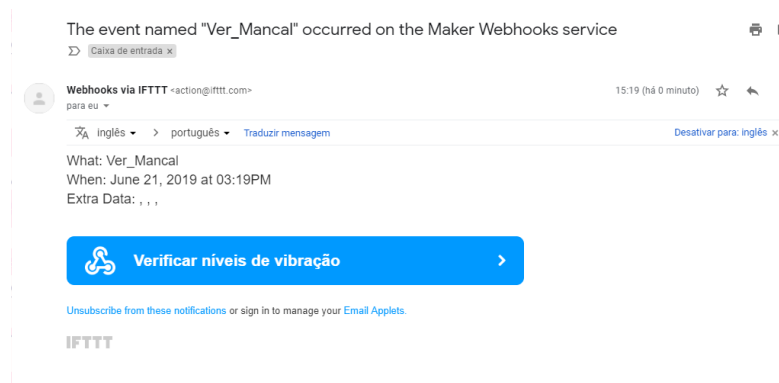 The event named "Ver_Mancal" occurred on the Maker Webhooks service
Caixa de entrada x
Webhooks via IFTTT <action@ifttt.com> 15:19 (há 0 minuto)
para eu
inglês > português Traduzir mensagem Desativar para: inglês x
What: Ver_Mancal
When: June 21, 2019 at 03:19PM
Extra Data: , , ,
Verificar níveis de vibração
Unsubscribe from these notifications or sign in to manage your Email Applets.
IFTTT